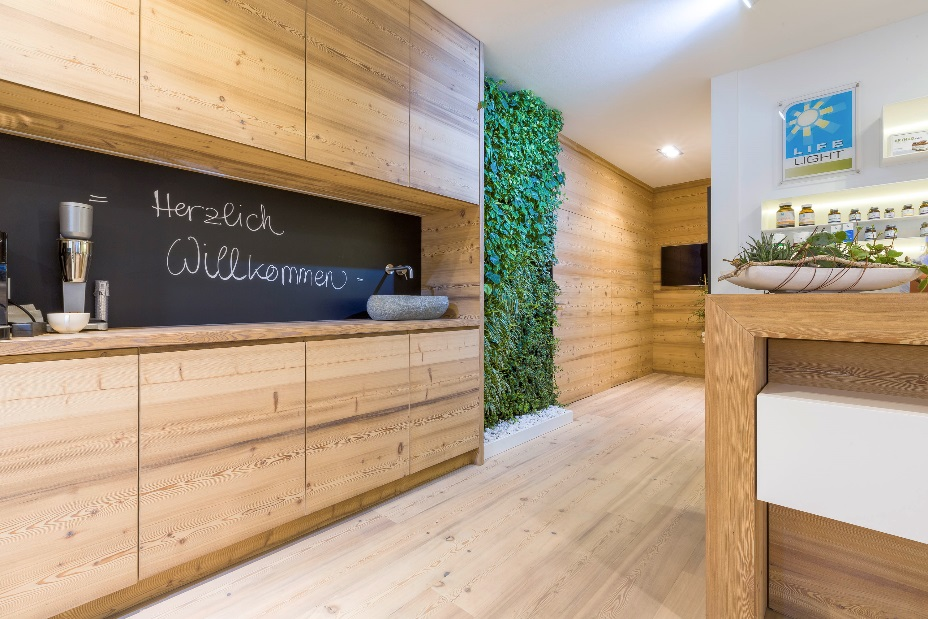 = Herzlich
Willkommen -
LIFE
LIGHT